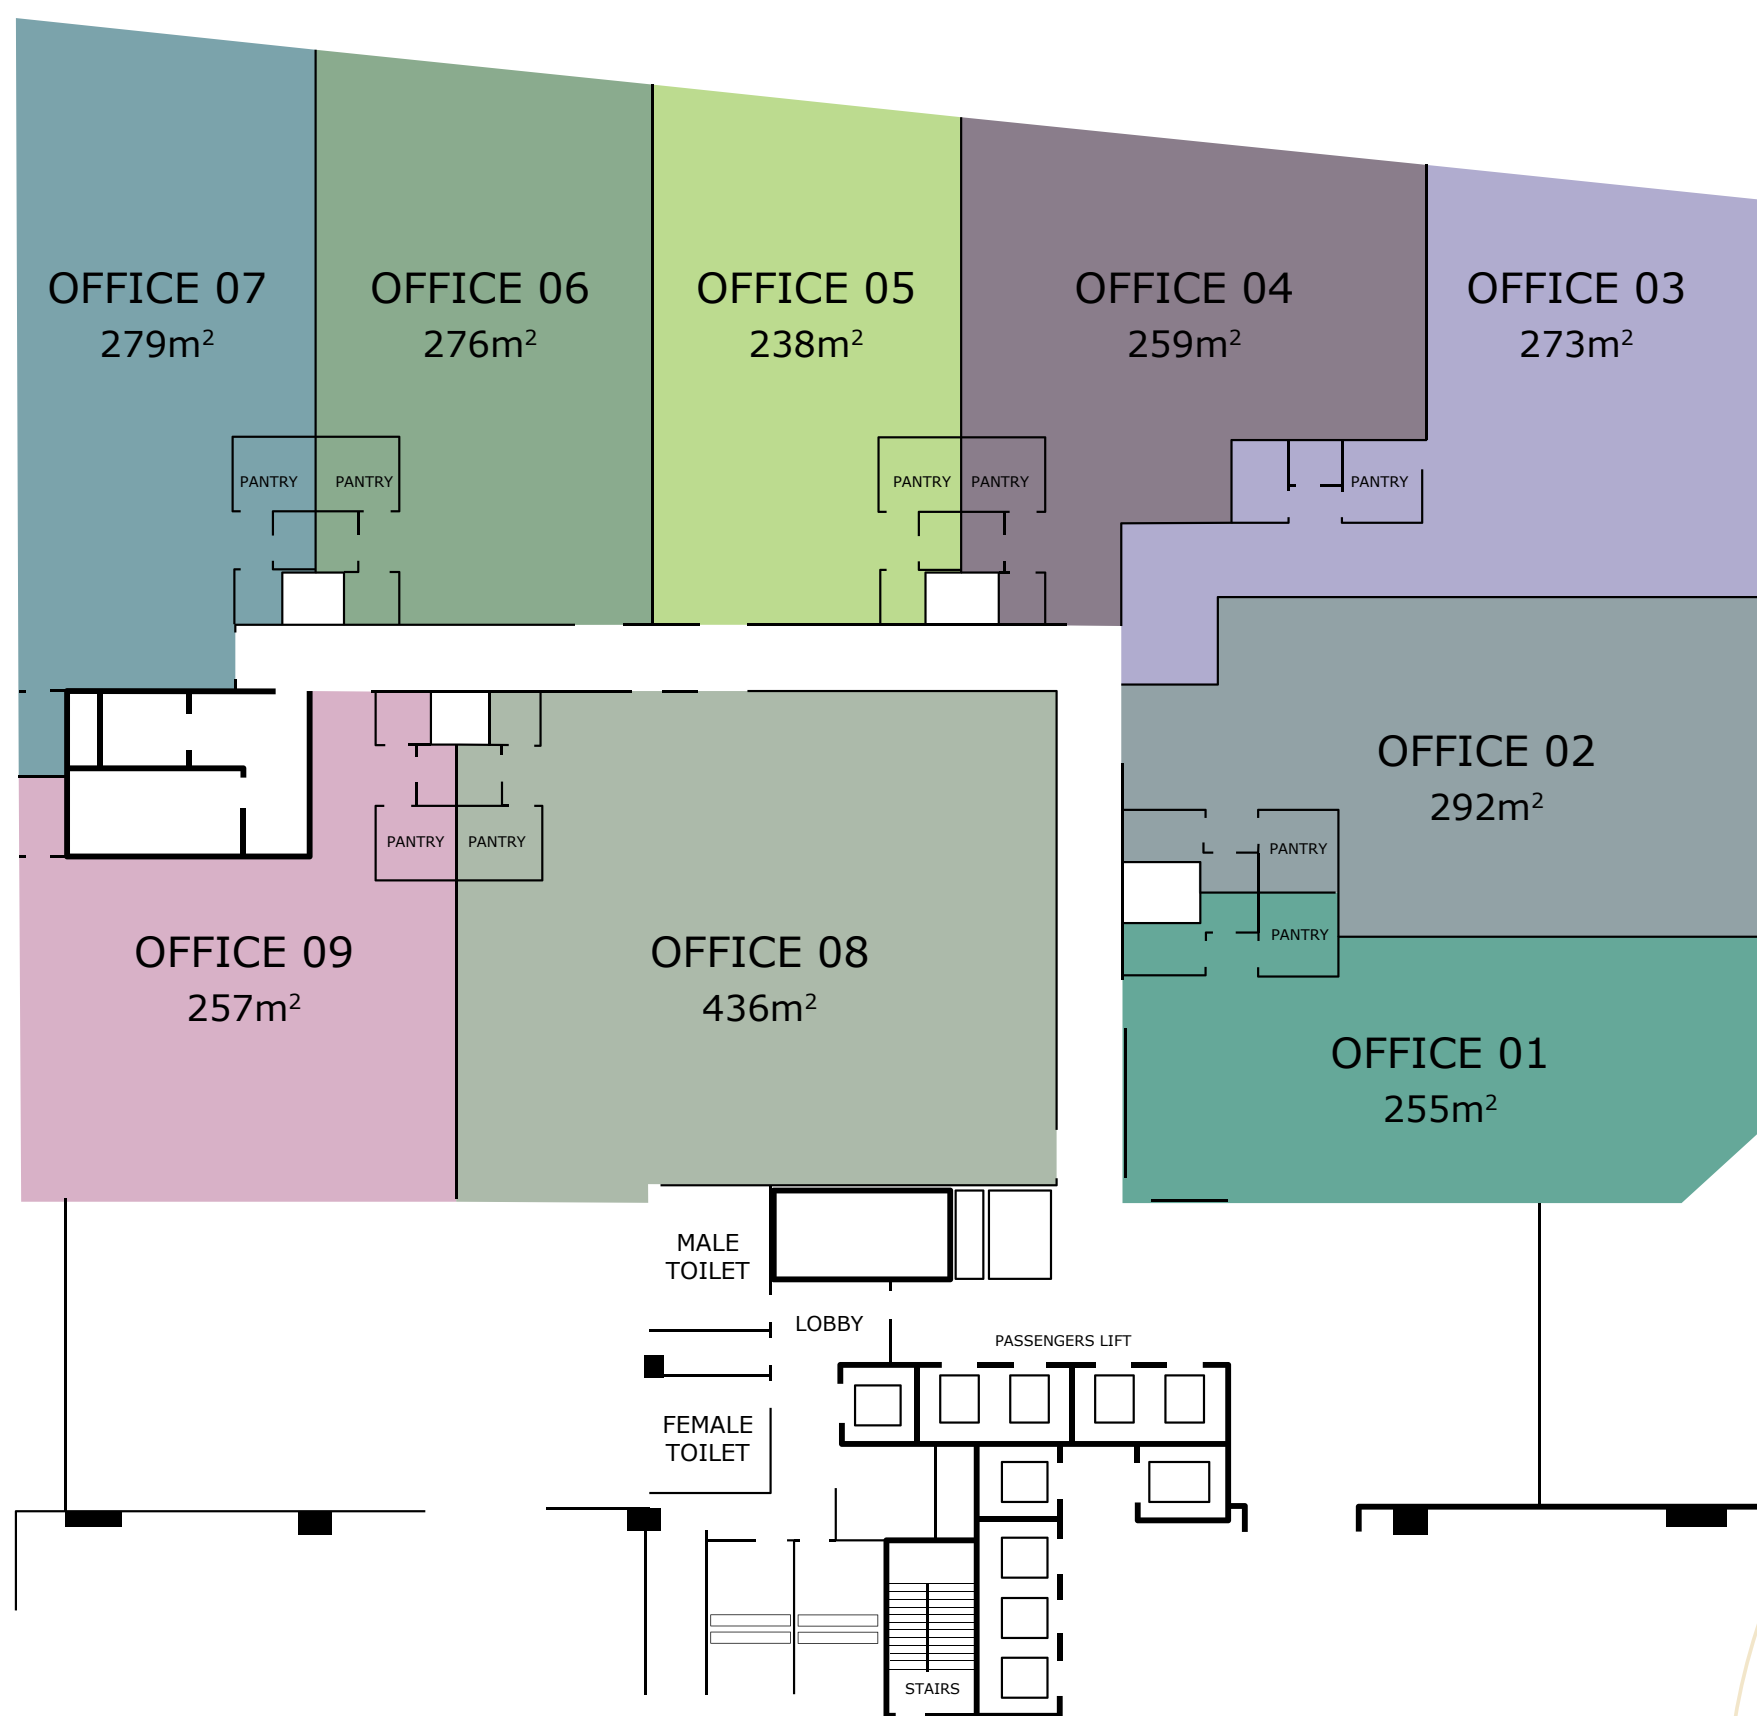 OFFICE 07
279m²
OFFICE 06
276m²
OFFICE 05
238m²
OFFICE 04
259m²
OFFICE 03
273m²
PANTRY
PANTRY
PANTRY
PANTRY
PANTRY
OFFICE 02
292m²
PANTRY
PANTRY
PANTRY
PANTRY
OFFICE 09
257m²
OFFICE 08
436m²
OFFICE 01
255m²
MALE
TOILET
LOBBY
PASSENGERS LIFT
FEMALE
TOILET
STAIRS